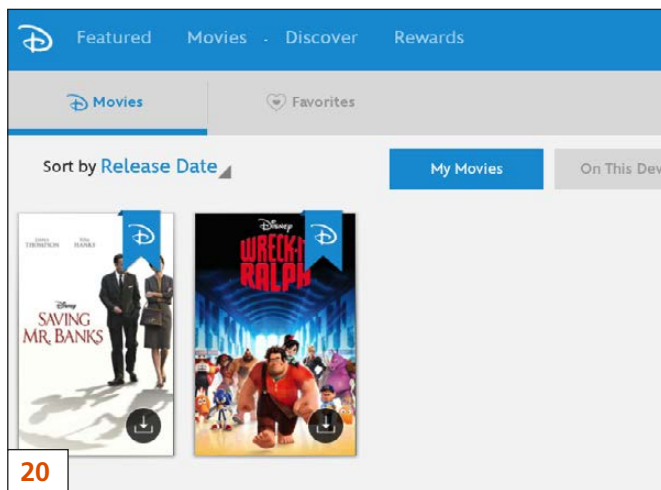 Featured Movies Discover Rewards
Movies Favorites
Sort by Release Date
My Movies On This Dev
THOMPSON HANKS
Disney
SAVING
MR. BANKS
Disney
WRECK-I
RALPH
20